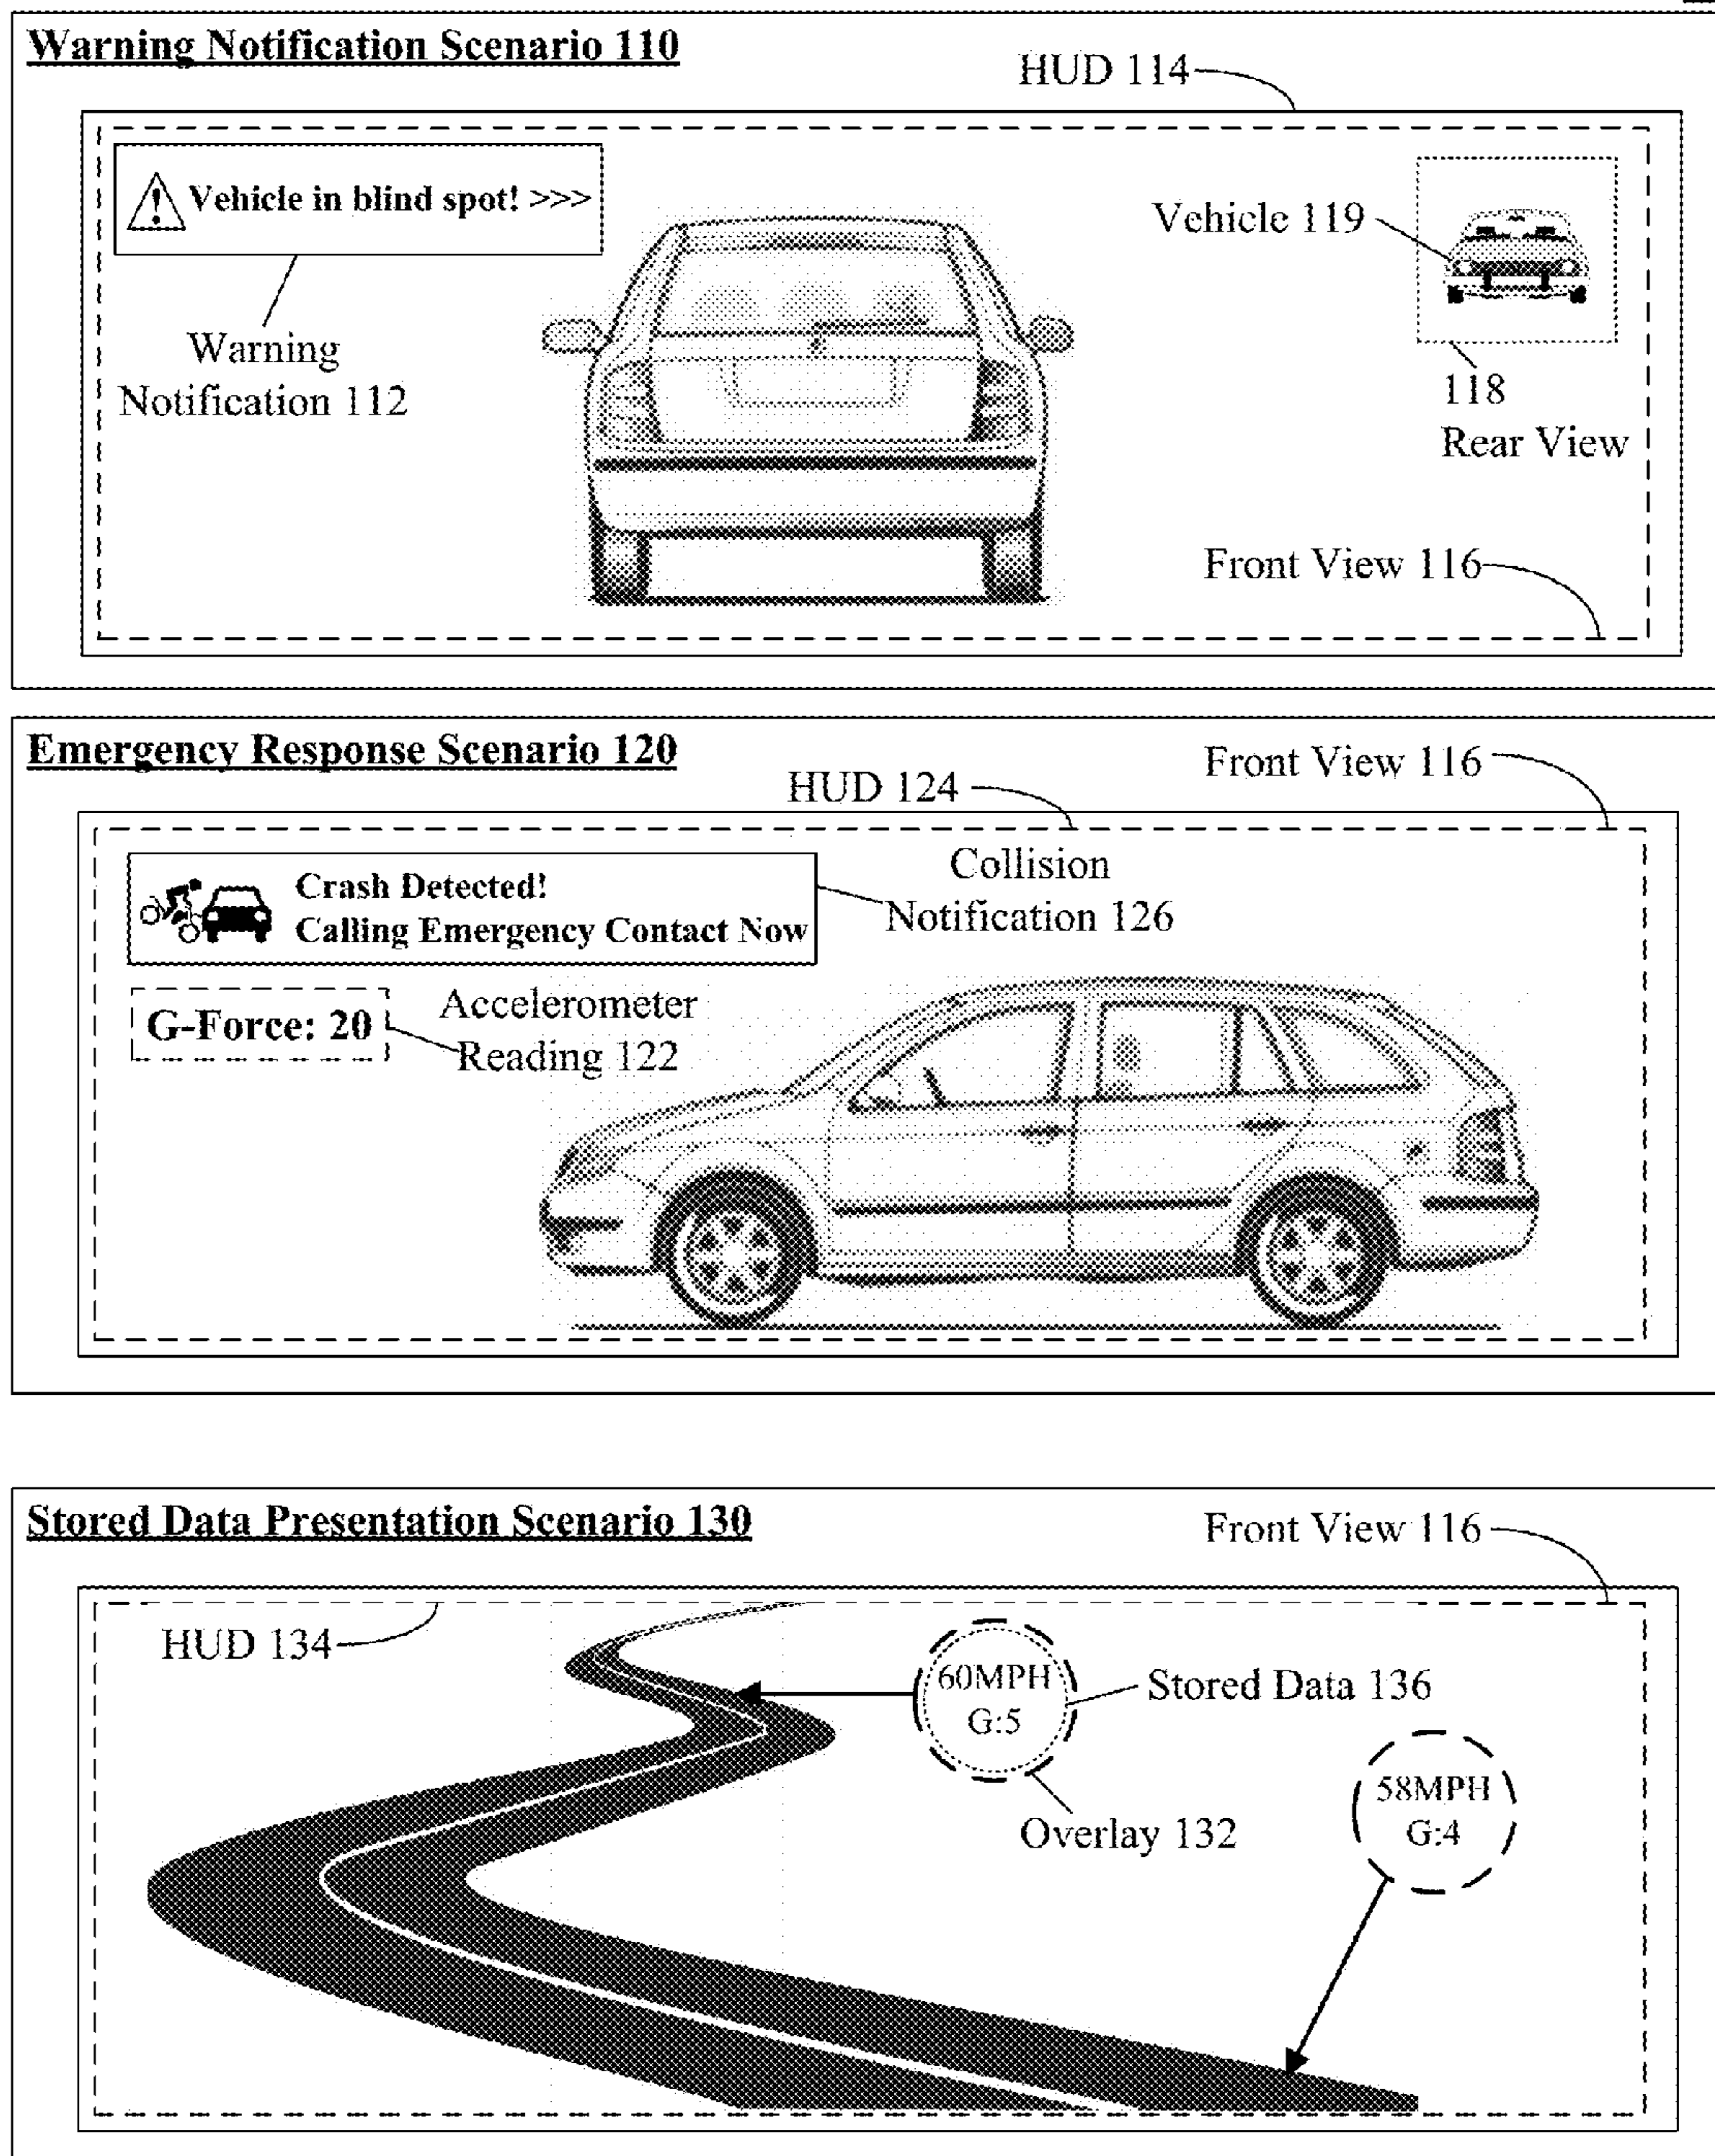 Warning Notification Scenario 110
HUD 114
Vehicle in blind spot! >>>
Vehicle 119
Warning
Notification 112
118
Rear View
Front View 116
Emergency Response Scenario 120
Front View 116
HUD 124
Crash Detected!
Calling Emergency Contact Now
Collision
Notification 126
G-Force: 20
Accelerometer
Reading 122
Stored Data Presentation Scenario 130
Front View 116
HUD 134
60MPH
G:5
Stored Data 136
58MPH
G:4
Overlay 132